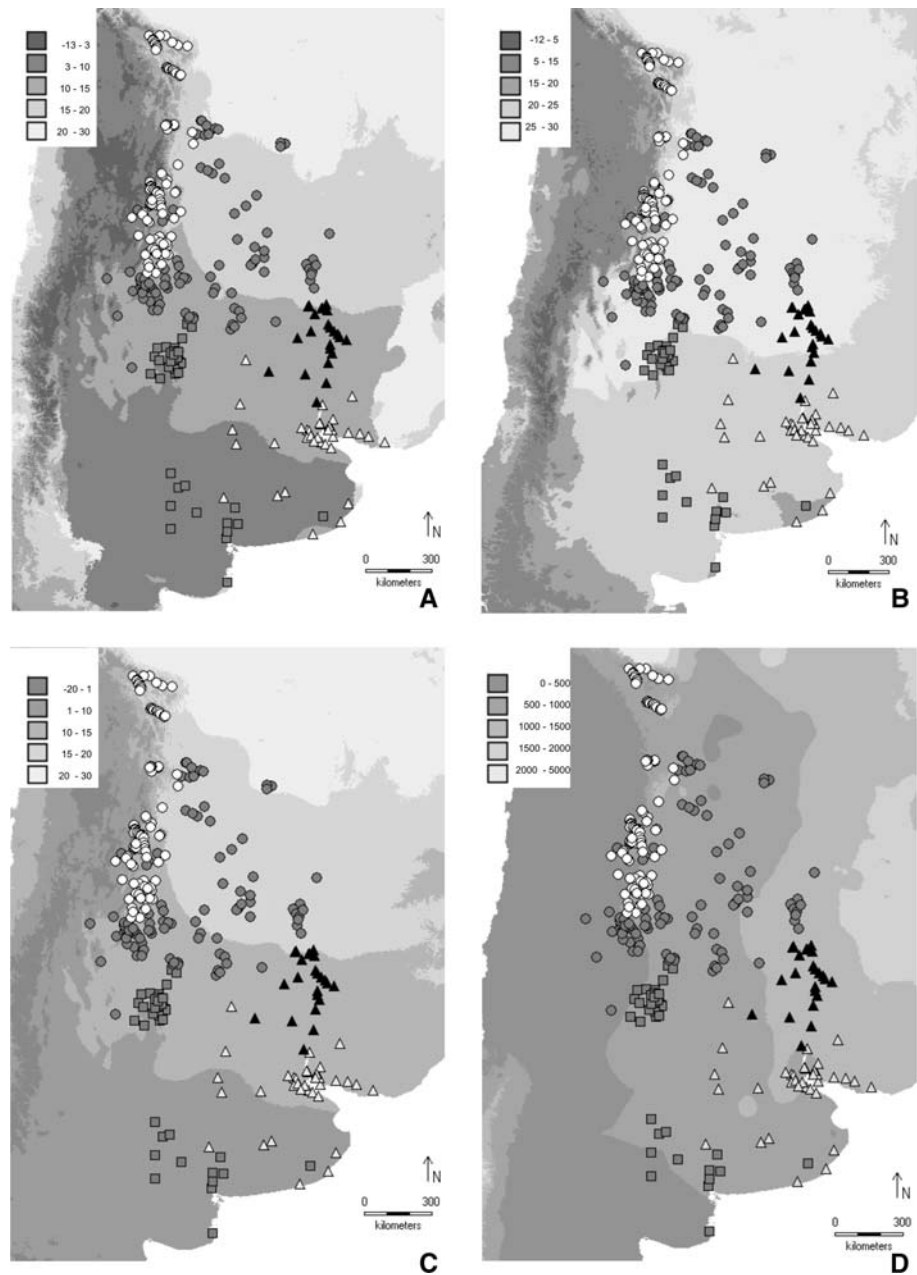 -13 - 3
3 - 10
10 - 15
15 - 20
20 - 30
N
0 300
kilometers
A
-12 - 5
5 - 15
15 - 20
20 - 25
25 - 30
N
0 300
kilometers
B
-20 - 1
1 - 10
10 - 15
15 - 20
20 - 30
N
0 300
kilometers
C
0 - 500
500 - 1000
1000 - 1500
1500 - 2000
2000 - 5000
N
0 300
kilometers
D